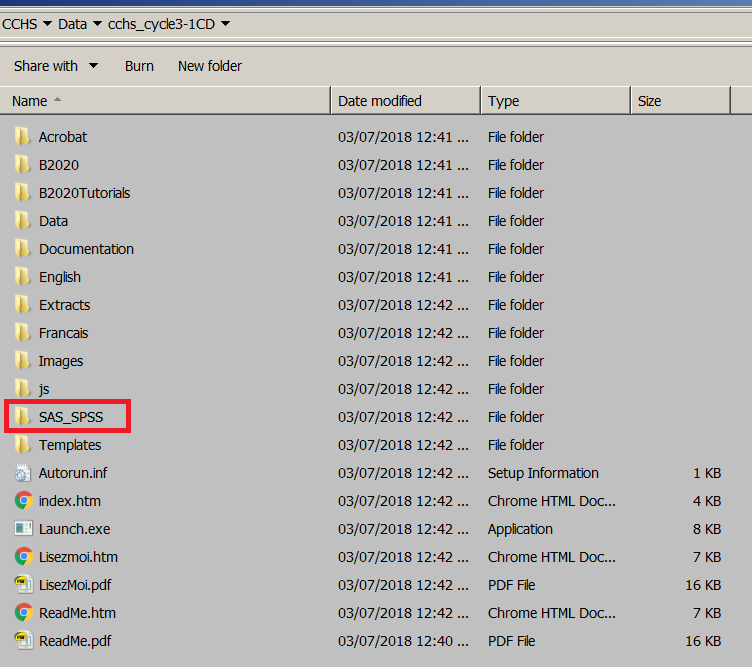 CCHS Data cchs_cycle3-1CD
Share with Burn New folder
Name Date modified Type Size
Acrobat 03/07/2018 12:41 ... File folder
B2020 03/07/2018 12:41 ... File folder
B2020Tutorials 03/07/2018 12:41 ... File folder
Data 03/07/2018 12:41 ... File folder
Documentation 03/07/2018 12:41 ... File folder
English 03/07/2018 12:41 ... File folder
Extracts 03/07/2018 12:42 ... File folder
Francais 03/07/2018 12:42 ... File folder
Images 03/07/2018 12:42 ... File folder
js 03/07/2018 12:42 ... File folder
SAS_SPSS 03/07/2018 12:42 ... File folder
Templates 03/07/2018 12:42 ... File folder
Autorun.inf 03/07/2018 12:42 ... Setup Information 1 KB
index.htm 03/07/2018 12:42 ... Chrome HTML Doc... 4 KB
Launch.exe 03/07/2018 12:42 ... Application 8 KB
Lisezmoi.htm 03/07/2018 12:42 ... Chrome HTML Doc... 7 KB
LisezMoi.pdf 03/07/2018 12:42 ... PDF File 16 KB
ReadMe.htm 03/07/2018 12:42 ... Chrome HTML Doc... 7 KB
ReadMe.pdf 03/07/2018 12:40 ... PDF File 16 KB